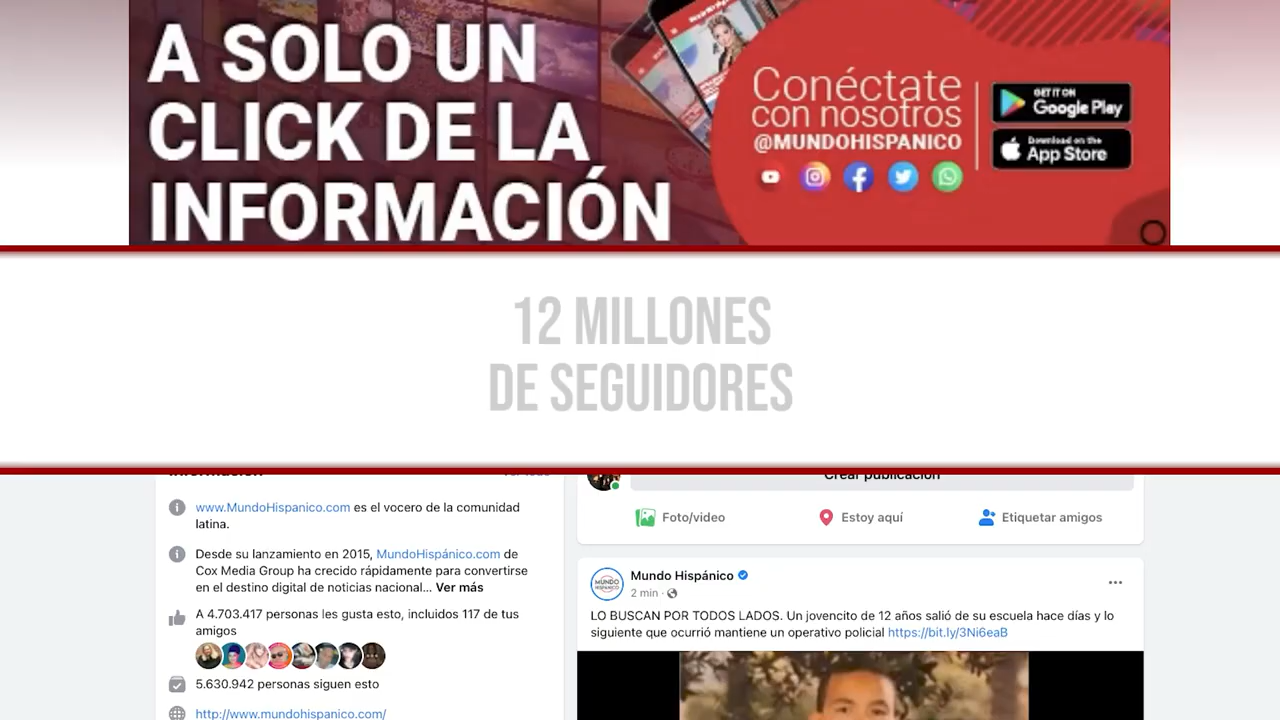 A SOLO UN
CLICK DE LA
INFORMACIÓN
Conéctate
con nosotros
@MUNDOHISPANICO
GET IT ON
Google Play
Download on the
App Store
12 MILLONES
DE SEGUIDORES
Información
Crear publicación
www.MundoHispanico.com es el vocero de la comunidad
latina.
Desde su lanzamiento en 2015, MundoHispánico.com de
Cox Media Group ha crecido rápidamente para convertirse
en el destino digital de noticias nacional... Ver más
A 4.703.417 personas les gusta esto, incluidos 117 de tus
amigos
5.630.942 personas siguen esto
http://www.mundohispanico.com/
Foto/video
Estoy aquí
Etiquetar amigos
MUNDO
HISPANICO
Mundo Hispánico
2 min ·
LO BUSCAN POR TODOS LADOS. Un jovencito de 12 años salió de su escuela hace días y lo
siguiente que ocurrió mantiene un operativo policial https://bit.ly/3Ni6eaB